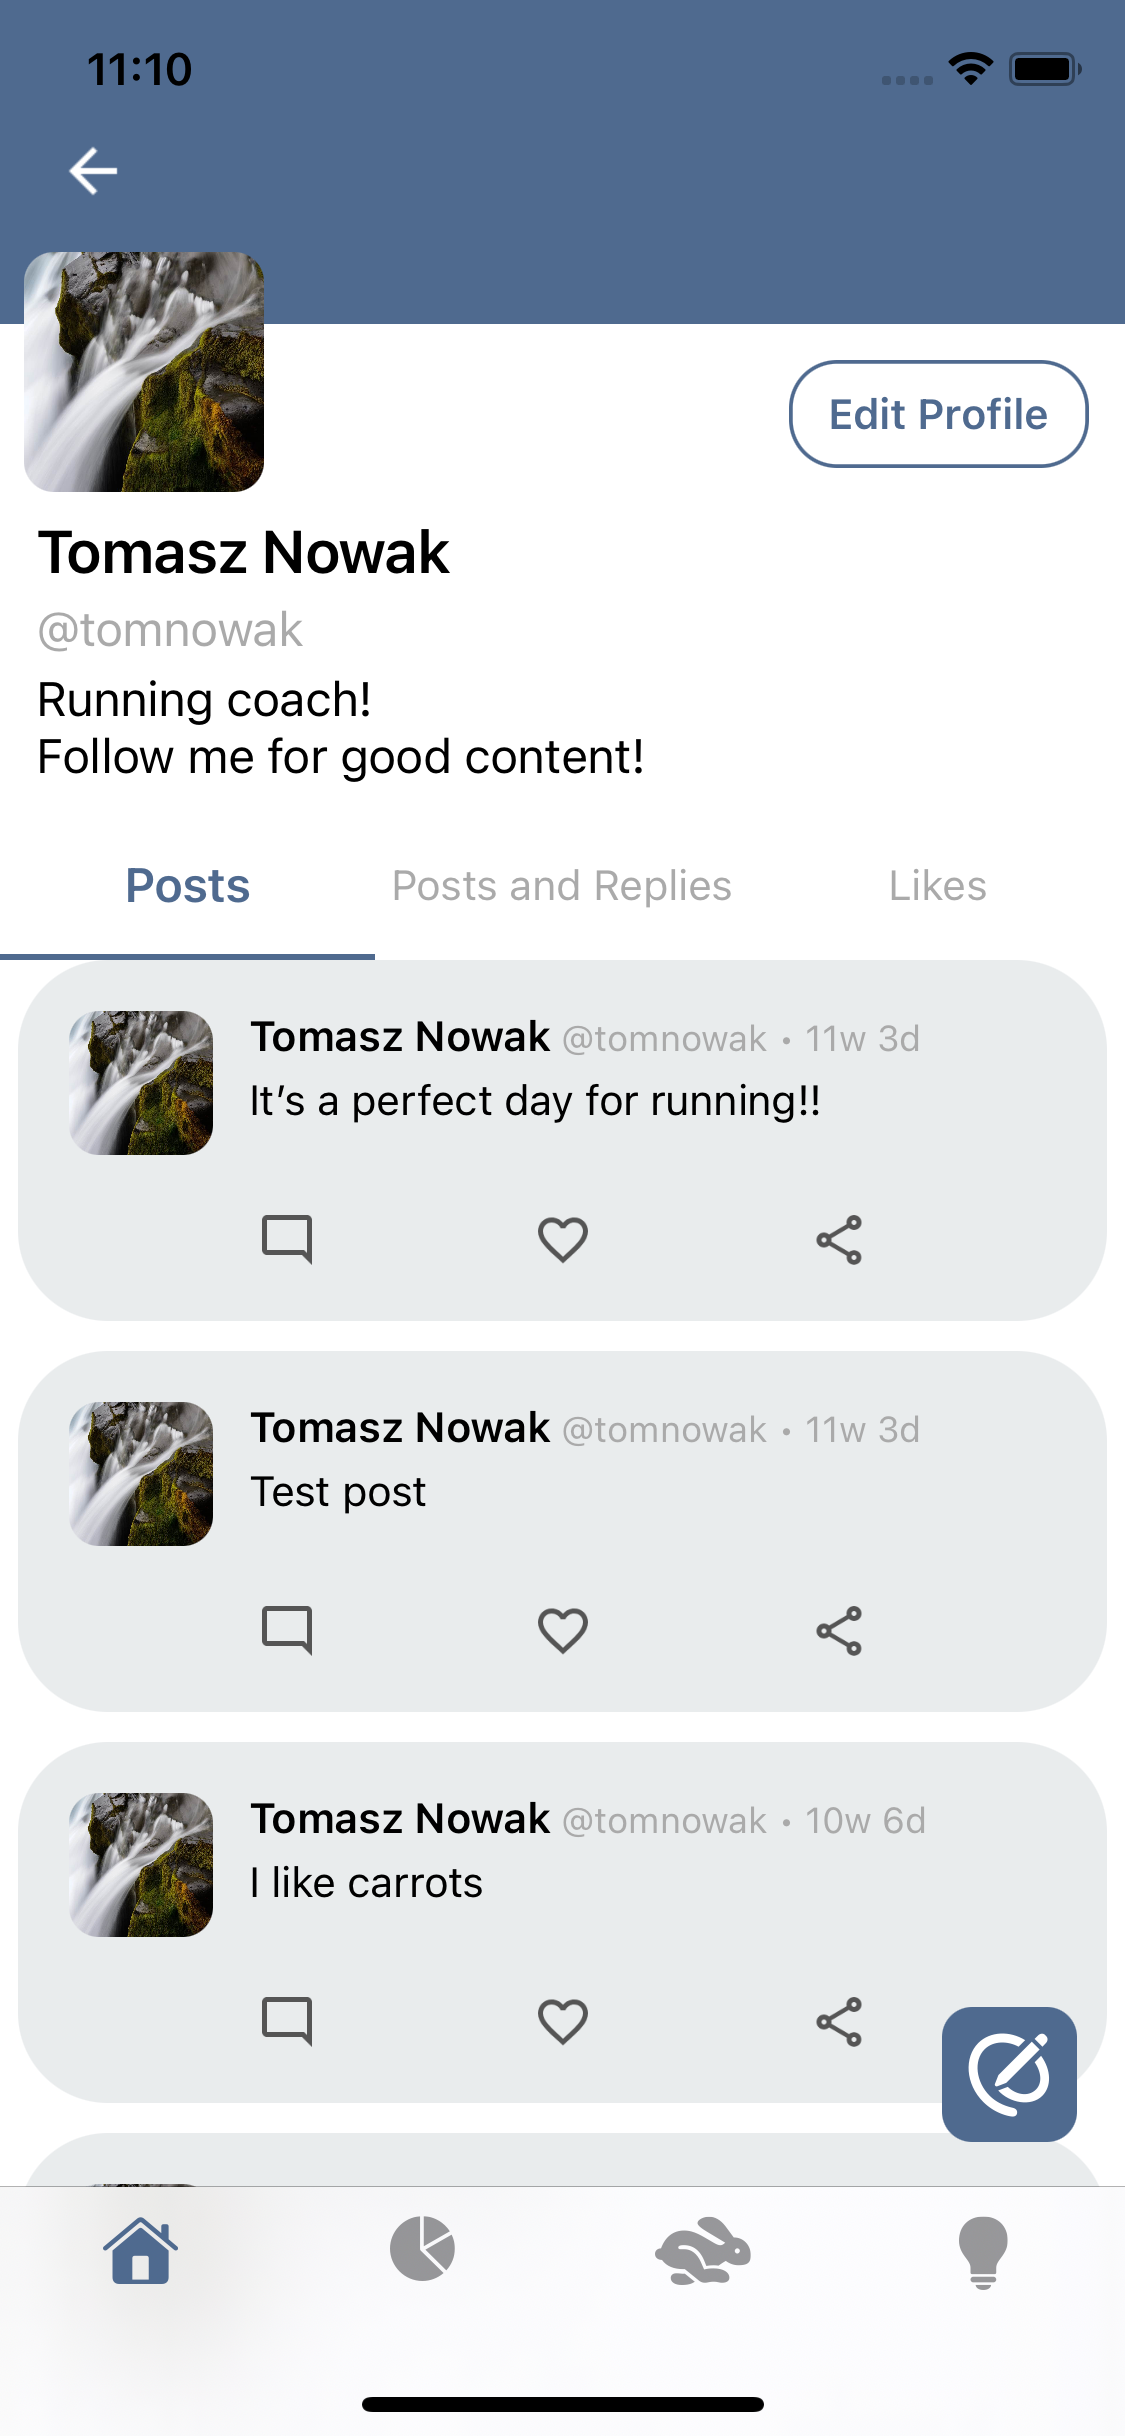 11:10
Edit Profile
Tomasz Nowak
@tomnowak
Running coach!
Follow me for good content!
Posts
Posts and Replies
Likes
Tomasz Nowak @tomnowak • 11w 3d
It's a perfect day for running!!
Tomasz Nowak @tomnowak • 11w 3d
Test post
Tomasz Nowak @tomnowak • 10w 6d
I like carrots